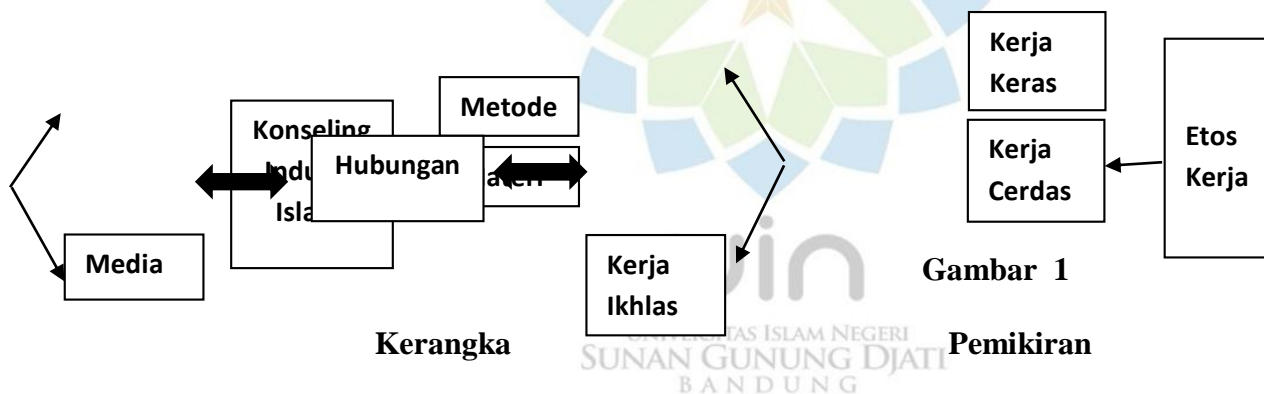 Kerja
Keras
Metode
Konseling
Hubungan
Kerja
Cerdas
Etos
Kerja
Media
Kerja
Ikhlas
Gambar 1
Kerangka
Pemikiran
ISLAM NEGERI
SUNAN GUNUNG DJATI
BANDUNG